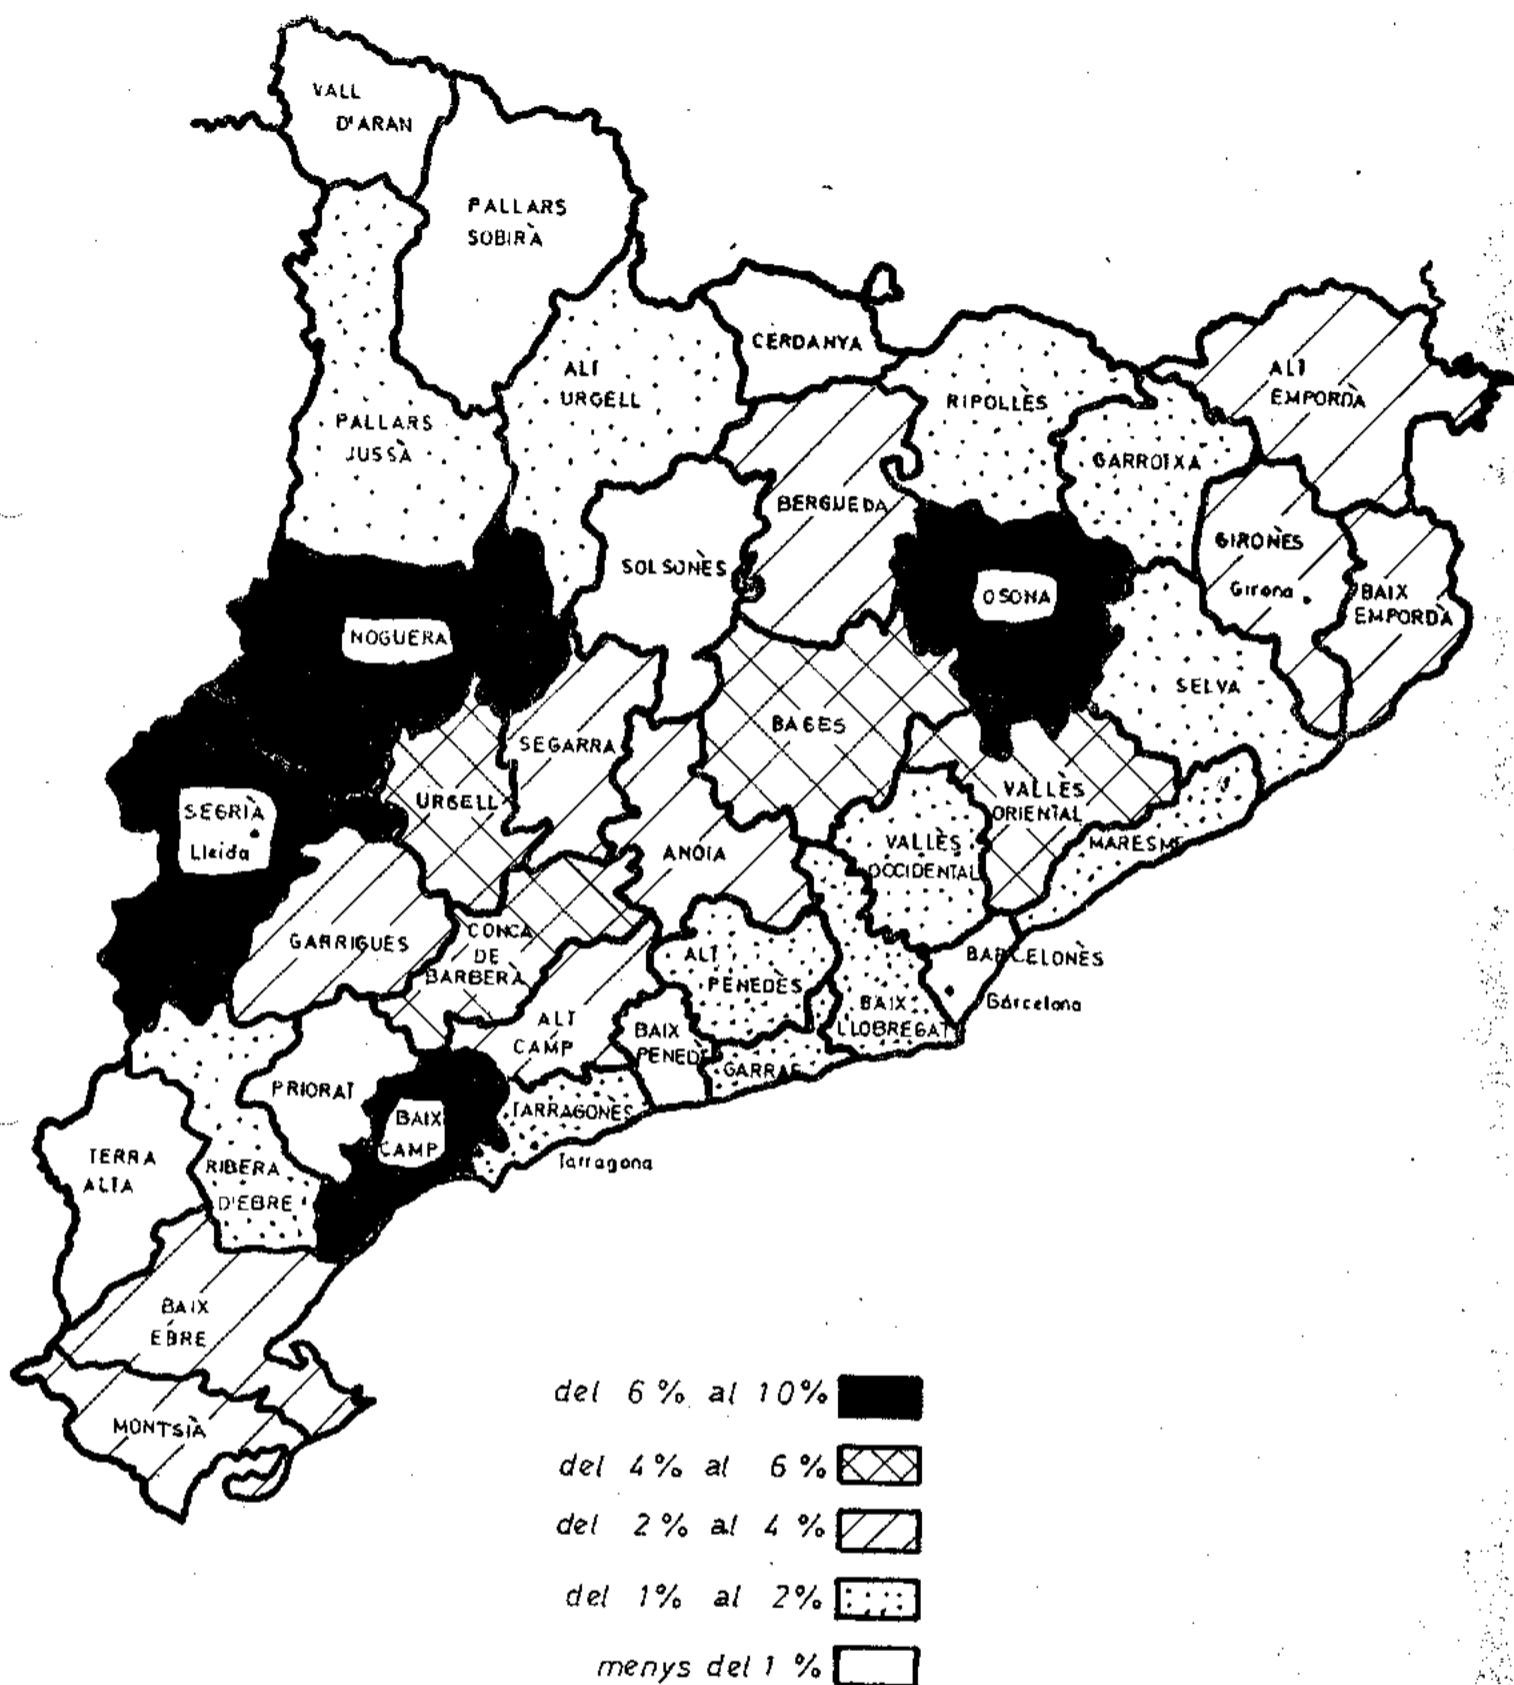 VALL
D'ARAN
PALLARS
SOBIRÀ
CERDANYA
ALT
URGELL
RIPOLLÈS
ALT
EMPORDÀ
PALLARS
JUSSÀ
GARROTXA
BERGUEDA
GIRONÈS
Girona
SOLSONÈS
OSONA
BAIX
EMPORDÀ
NOGUERA
SELVA
BAGES
SEGARRA
URGELL
VALLÈS
ORIENTAL
SEGRIÀ
Lleida
MARESME
VALLÈS
OCCIDENTAL
ANOIA
GARRIGUES
CONCA
DE
BARBERÀ
ALT
PENEDÈS
BARCELONÈS
Barcelona
BAIX
LLOBREGAT
ALT
CAMP
BAIX
PENEDÈ
GARRAF
PRIORAT
BAIX
CAMP
TARRAGONÈS
Tarragona
TERRA
ALTA
RIBERA
D'EBRE
BAIX
EBRE
MONTSIÀ
del 6% al 10%
del 4% al 6%
del 2% al 4%
del 1% al 2%
menys del 1%